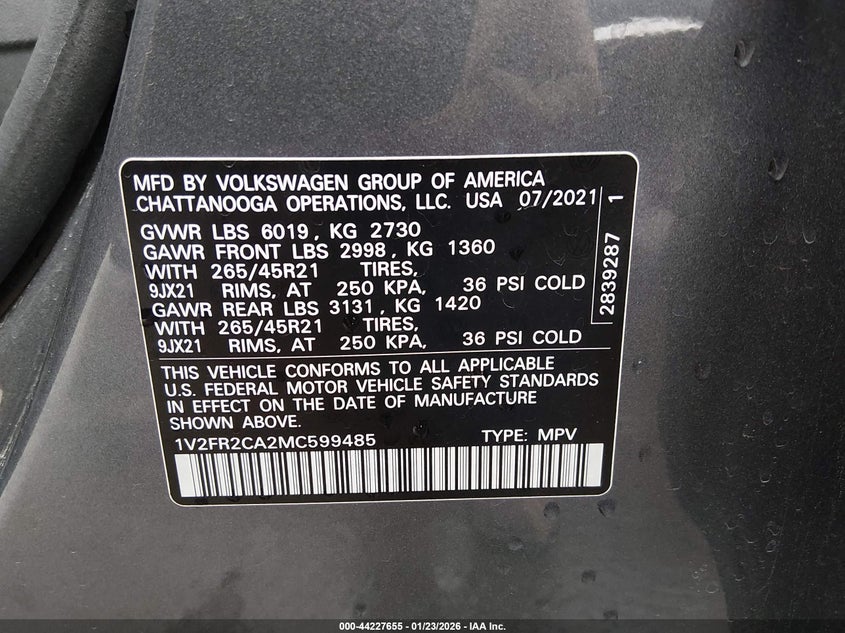 MFD BY VOLKSWAGEN GROUP OF AMERICA
CHATTANOOGA OPERATIONS, LLC. USA 07/2021
GVWR LBS 6019, KG 2730
GAWR FRONT LBS 2998, KG 1360
WITH 265/45R21 TIRES,
9JX21 RIMS, AT 250 KPA, 36 PSI COLD
GAWR REAR LBS 3131, KG 1420
WITH 265/45R21 TIRES,
9JX21 RIMS, AT 250 KPA, 36 PSI COLD
2839287 1
THIS VEHICLE CONFORMS TO ALL APPLICABLE
U.S. FEDERAL MOTOR VEHICLE SAFETY STANDARDS
IN EFFECT ON THE DATE OF MANUFACTURE
SHOWN ABOVE.
1V2FR2CA2MC599485 TYPE: MPV
000-44227655 - 01/23/2026 - IAA Inc.